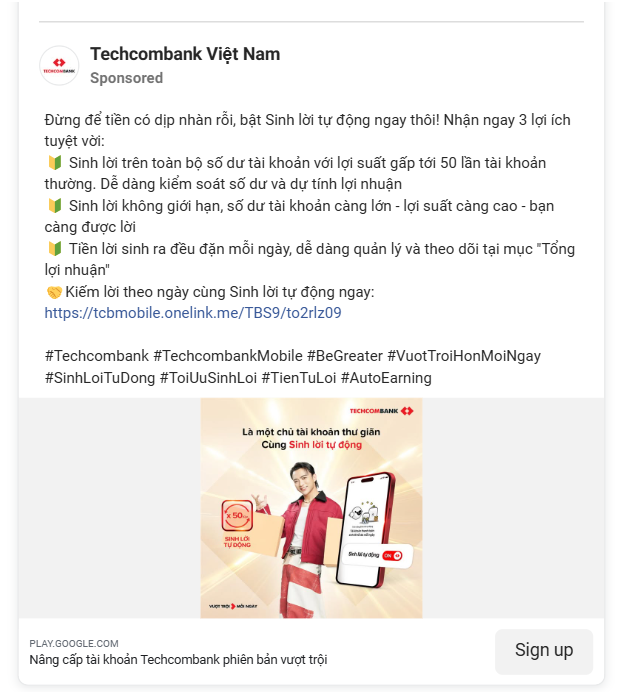 Techcombank Việt Nam
Sponsored
Đừng để tiền có dịp nhàn rỗi, bật Sinh lời tự động ngay thôi! Nhận ngay 3 lợi ích
tuyệt vời:
🔰 Sinh lời trên toàn bộ số dư tài khoản với lợi suất gấp tới 50 lần tài khoản
thường. Dễ dàng kiểm soát số dư và dự tính lợi nhuận
🔰 Sinh lời không giới hạn, số dư tài khoản càng lớn - lợi suất càng cao - bạn
càng được lời
🔰 Tiền lời sinh ra đều đặn mỗi ngày, dễ dàng quản lý và theo dõi tại mục "Tổng
lợi nhuận"
🤝Kiếm lời theo ngày cùng Sinh lời tự động ngay:
https://tcbmobile.onelink.me/TBS9/to2rlz09
#Techcombank #TechcombankMobile #BeGreater #VuotTroiHonMoiNgay
#SinhLoiTuDong #ToiUuSinhLoi #TienTuLoi #AutoEarning
TECHCOMBANK
Là một chủ tài khoản thư giãn
Cùng Sinh lời tự động
x 50
SINH LỜI
TỰ ĐỘNG
Sinh lời tự động ON
VƯỢT TRỘI MỖI NGÀY
PLAY.GOOGLE.COM
Nâng cấp tài khoản Techcombank phiên bản vượt trội
Sign up